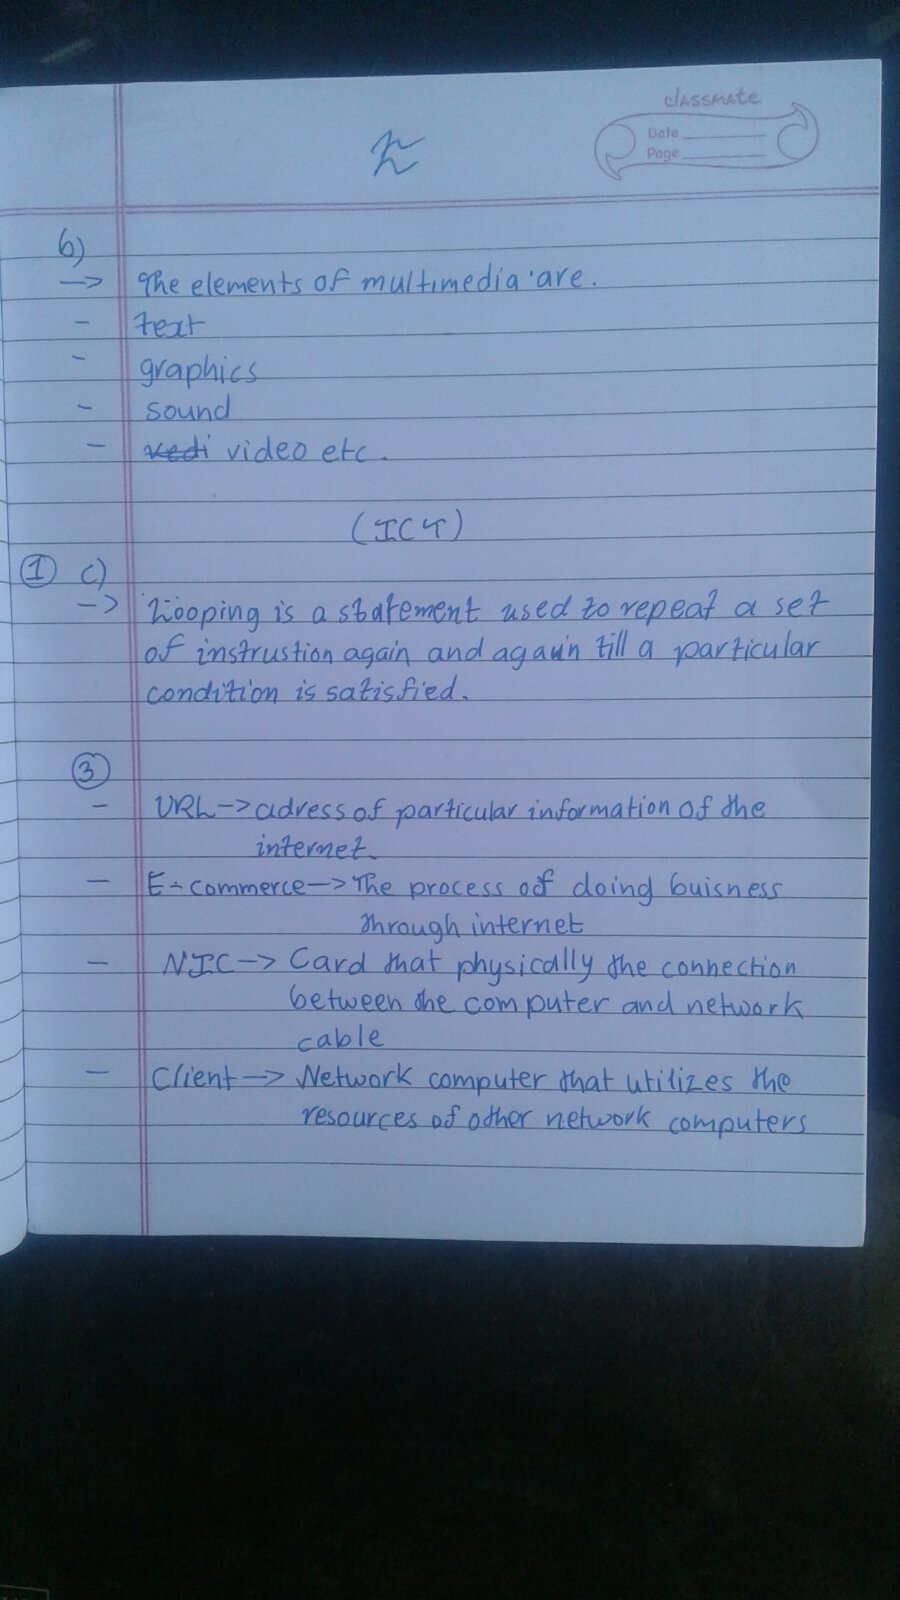 classmate
Date
Page
b)
-> The elements of multimedia are.
- text
- graphics
- sound
- vedi video etc.
(ICT)
1 c)
-> Looping is a statement used to repeat a set
of instrustion again and again till a particular
condition is satisfied.
3
- URL -> adress of particular information of the
internet.
- E-commerce -> The process of doing buisness
through internet
- NIC -> Card that physically the connection
between the computer and network
cable
- Client -> Network computer that utilizes the
resources of other network computers